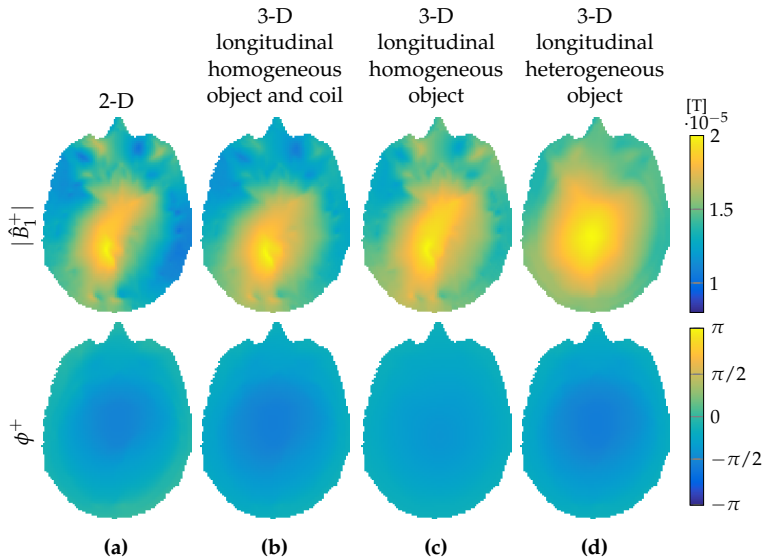 2-D
3-D
longitudinal
homogeneous
object and coil
3-D
longitudinal
homogeneous
object
3-D
longitudinal
heterogeneous
object
[T]
·10⁻⁵
2
1.5
1
|B̂₁⁺|
π
π/2
0
−π/2
−π
ϕ⁺
(a)
(b)
(c)
(d)